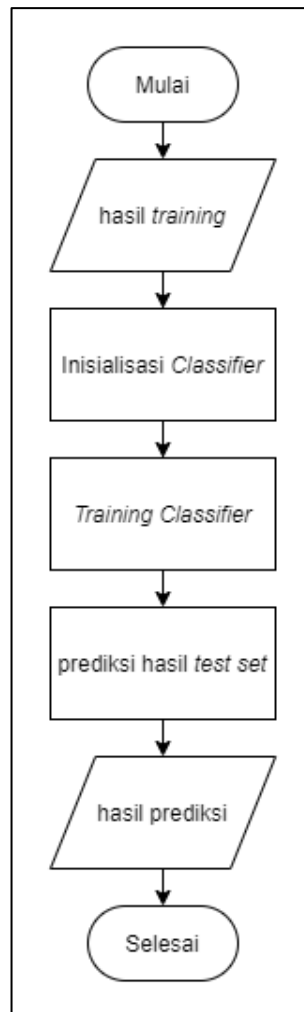 Mulai
hasil training
Inisialisasi Classifier
Training Classifier
prediksi hasil test set
hasil prediksi
Selesai